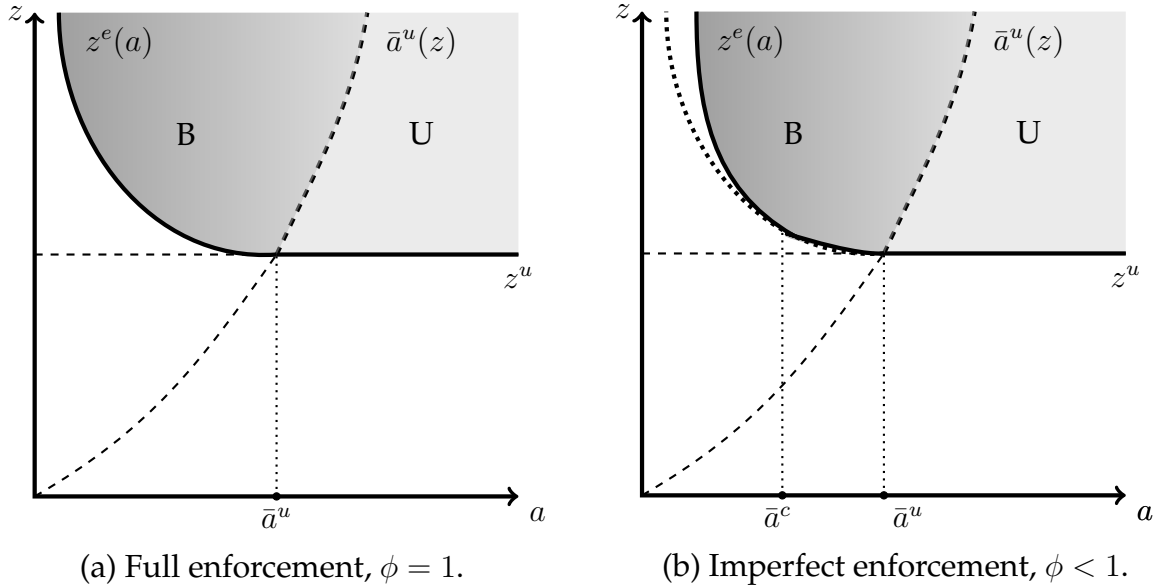 z
z^e(a)
ā^u(z)
B
U
z^u
ā^u
a
(a) Full enforcement, ϕ = 1.
z
z^e(a)
ā^u(z)
B
U
z^u
ā^c
ā^u
a
(b) Imperfect enforcement, ϕ < 1.